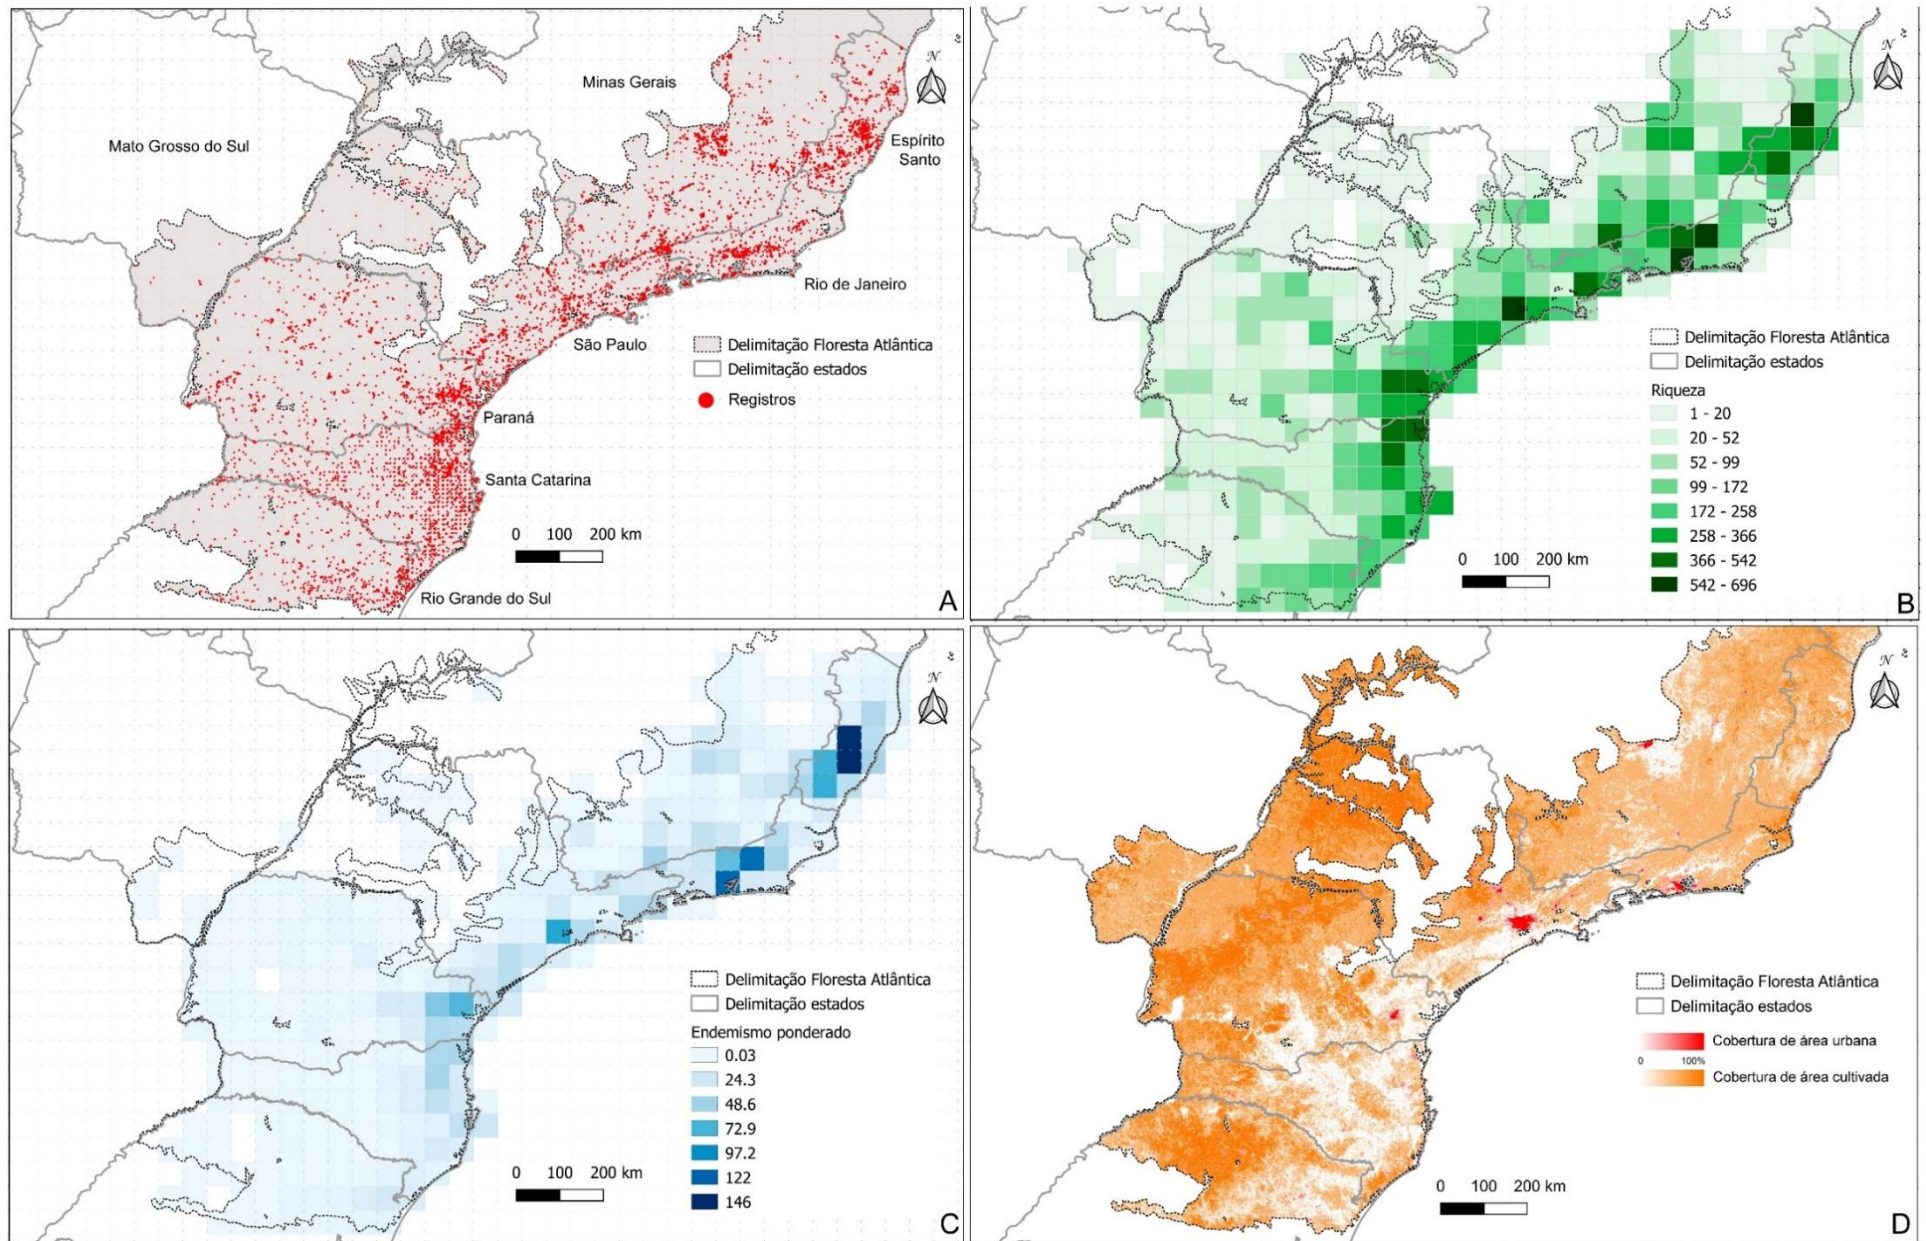 N
Minas Gerais
Mato Grosso do Sul
Espírito
Santo
Rio de Janeiro
São Paulo
Delimitação Floresta Atlântica
Delimitação estados
Registros
Paraná
Santa Catarina
0 100 200 km
Rio Grande do Sul
A
N
Delimitação Floresta Atlântica
Delimitação estados
Riqueza
1 - 20
20 - 52
52 - 99
99 - 172
172 - 258
258 - 366
366 - 542
542 - 696
0 100 200 km
B
N
Delimitação Floresta Atlântica
Delimitação estados
Endemismo ponderado
0.03
24.3
48.6
72.9
97.2
122
146
0 100 200 km
C
N
Delimitação Floresta Atlântica
Delimitação estados
Cobertura de área urbana
0 100%
Cobertura de área cultivada
0 100 200 km
D